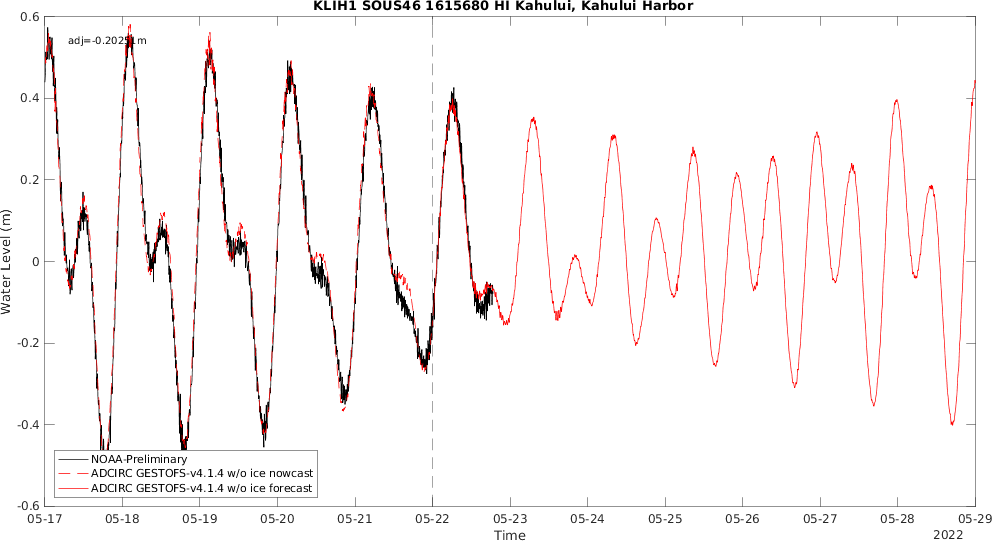 KLIH1 SOUS46 1615680 HI Kahului, Kahului Harbor
adj=-0.20251m
Water Level (m)
0.6
0.4
0.2
0
-0.2
-0.4
-0.6
NOAA-Preliminary
ADCIRC GESTOFS-v4.1.4 w/o ice nowcast
ADCIRC GESTOFS-v4.1.4 w/o ice forecast
05-17 05-18 05-19 05-20 05-21 05-22 05-23 05-24 05-25 05-26 05-27 05-28 05-29
Time
2022